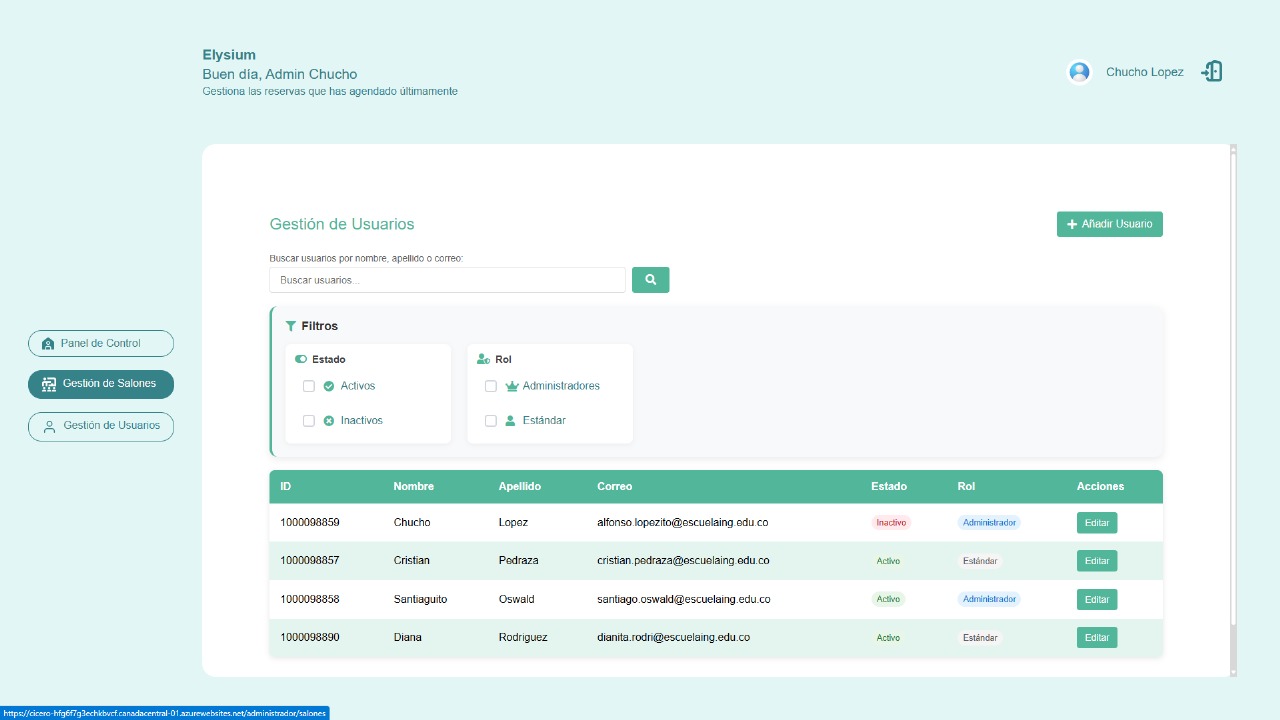 Elysium
Buen día, Admin Chucho
Gestiona las reservas que has agendado últimamente
Chucho Lopez
Panel de Control
Gestión de Salones
Gestión de Usuarios
Gestión de Usuarios
Añadir Usuario
Buscar usuarios por nombre, apellido o correo:
Buscar usuarios...
Filtros
Estado
Activos
Inactivos
Rol
Administradores
Estándar
ID Nombre Apellido Correo Estado Rol Acciones
1000098859 Chucho Lopez alfonso.lopezito@escuelaing.edu.co Inactivo Administrador Editar
1000098857 Cristian Pedraza cristian.pedraza@escuelaing.edu.co Activo Estándar Editar
1000098858 Santiaguito Oswald santiago.oswald@escuelaing.edu.co Activo Administrador Editar
1000098890 Diana Rodriguez dianita.rodri@escuelaing.edu.co Activo Estándar Editar
https://cicero-hfg6f7g3echkbvcf.canadacentral-01.azurewebsites.net/administrador/salones